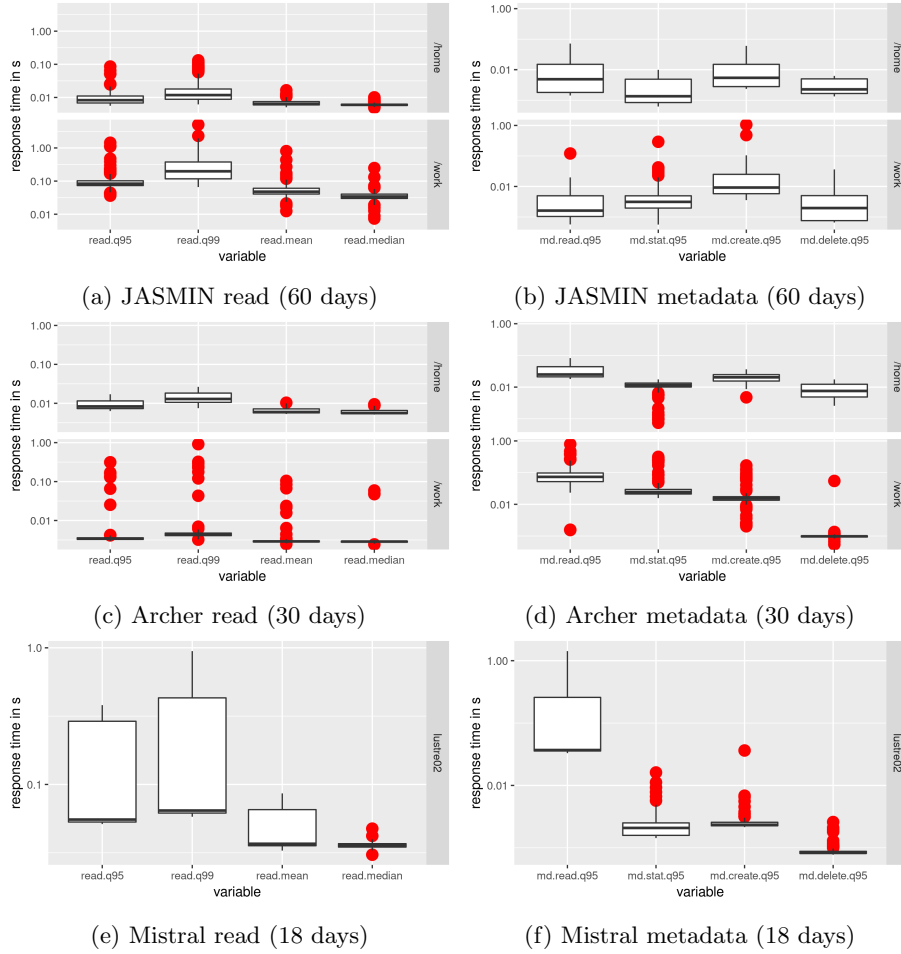 response time in s
1.00
0.10
0.01
/home
1.00
0.10
0.01
/work
read.q95 read.q99 read.mean read.median
variable
(a) JASMIN read (60 days)
response time in s
1.00
0.01
/home
1.00
0.01
/work
md.read.q95 md.stat.q95 md.create.q95 md.delete.q95
variable
(b) JASMIN metadata (60 days)
response time in s
1.00
0.10
0.01
/home
1.00
0.01
/work
read.q95 read.q99 read.mean read.median
variable
(c) Archer read (30 days)
response time in s
1.00
0.01
/home
1.00
0.01
/work
md.read.q95 md.stat.q95 md.create.q95 md.delete.q95
variable
(d) Archer metadata (30 days)
response time in s
1.0
0.1
lustre02
read.q95 read.q99 read.mean read.median
variable
(e) Mistral read (18 days)
response time in s
1.00
0.01
lustre02
md.read.q95 md.stat.q95 md.create.q95 md.delete.q95
variable
(f) Mistral metadata (18 days)